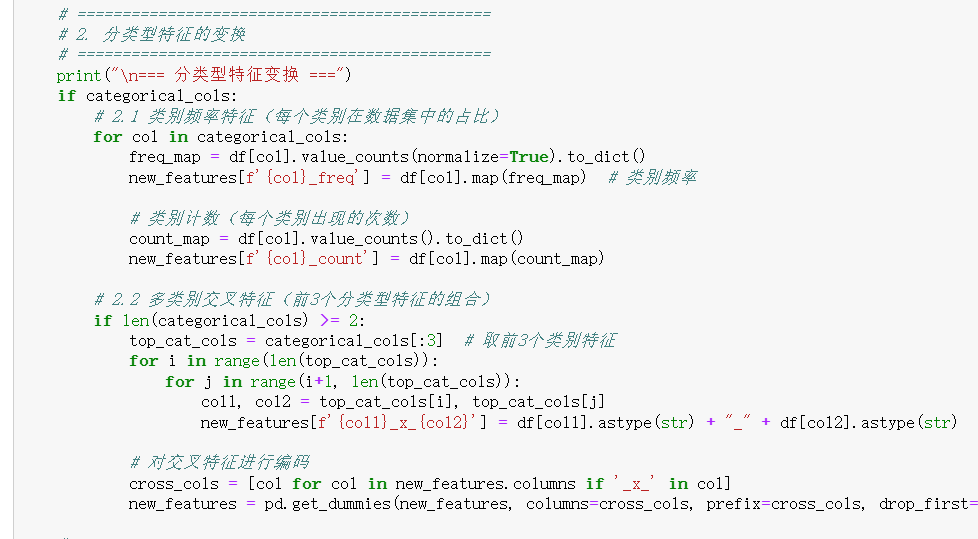 # ==============================================
# 2. 分类型特征的变换
# ==============================================
print("\n=== 分类型特征变换 ===")
if categorical_cols:
    # 2.1 类别频率特征（每个类别在数据集中的占比）
    for col in categorical_cols:
        freq_map = df[col].value_counts(normalize=True).to_dict()
        new_features[f'{col}_freq'] = df[col].map(freq_map)  # 类别频率

        # 类别计数（每个类别出现的次数）
        count_map = df[col].value_counts().to_dict()
        new_features[f'{col}_count'] = df[col].map(count_map)

    # 2.2 多类别交叉特征（前3个分类型特征的组合）
    if len(categorical_cols) >= 2:
        top_cat_cols = categorical_cols[:3]  # 取前3个类别特征
        for i in range(len(top_cat_cols)):
            for j in range(i+1, len(top_cat_cols)):
                col1, col2 = top_cat_cols[i], top_cat_cols[j]
                new_features[f'{col1}_x_{col2}'] = df[col1].astype(str) + "_" + df[col2].astype(str)

        # 对交叉特征进行编码
        cross_cols = [col for col in new_features.columns if '_x_' in col]
        new_features = pd.get_dummies(new_features, columns=cross_cols, prefix=cross_cols, drop_first=